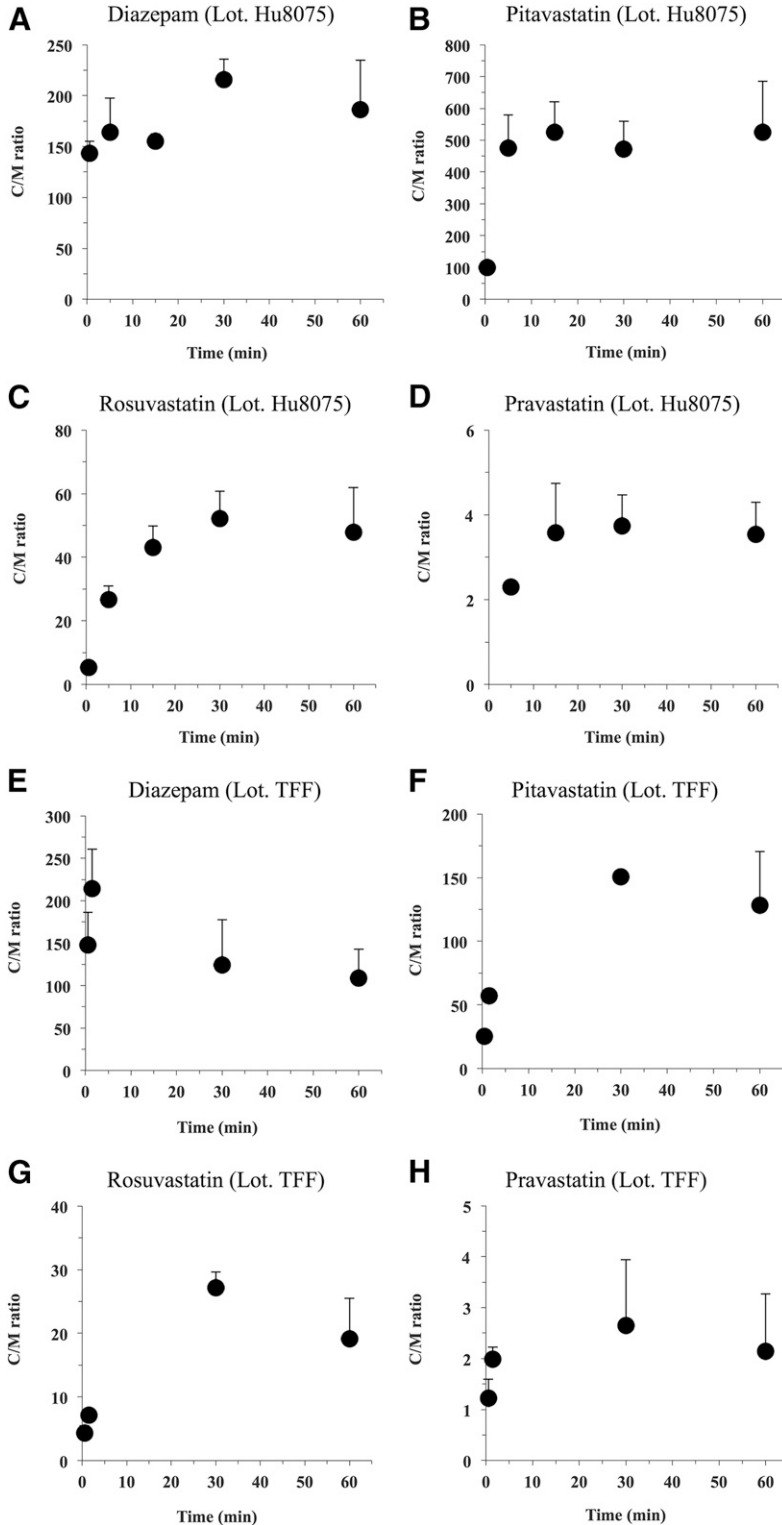 A
Diazepam (Lot. Hu8075)
250
200
150
100
50
0
C/M ratio
0 10 20 30 40 50 60
Time (min)
B
Pitavastatin (Lot. Hu8075)
800
700
600
500
400
300
200
100
0
C/M ratio
0 10 20 30 40 50 60
Time (min)
C
Rosuvastatin (Lot. Hu8075)
80
60
40
20
0
C/M ratio
0 10 20 30 40 50 60
Time (min)
D
Pravastatin (Lot. Hu8075)
6
4
2
0
C/M ratio
0 10 20 30 40 50 60
Time (min)
E
Diazepam (Lot. TFF)
300
250
200
150
100
50
0
C/M ratio
0 10 20 30 40 50 60
Time (min)
F
Pitavastatin (Lot. TFF)
200
150
100
50
0
C/M ratio
0 10 20 30 40 50 60
Time (min)
G
Rosuvastatin (Lot. TFF)
40
30
20
10
0
C/M ratio
0 10 20 30 40 50 60
Time (min)
H
Pravastatin (Lot. TFF)
5
4
3
2
1
0
C/M ratio
0 10 20 30 40 50 60
Time (min)